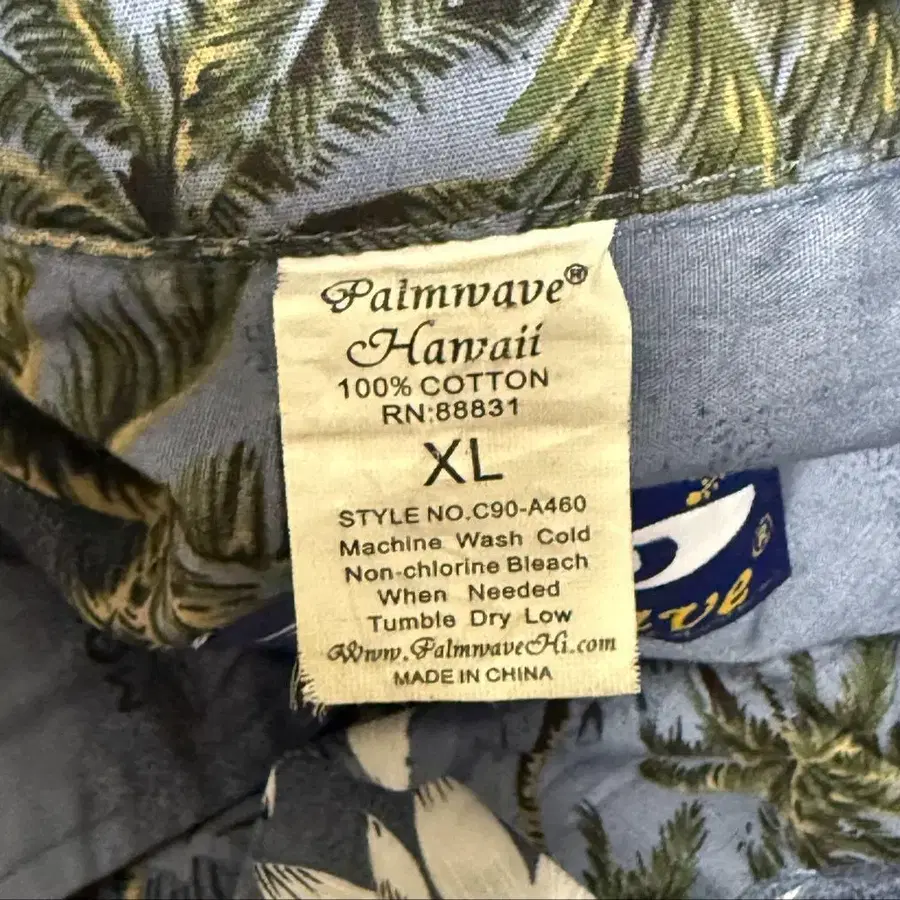 Palmwave®
Hawaii
100% COTTON
RN:88831
XL
STYLE NO.C90-A460
Machine Wash Cold
Non-chlorine Bleach
When Needed
Tumble Dry Low
Www.PalmwaveHi.com
MADE IN CHINA
®